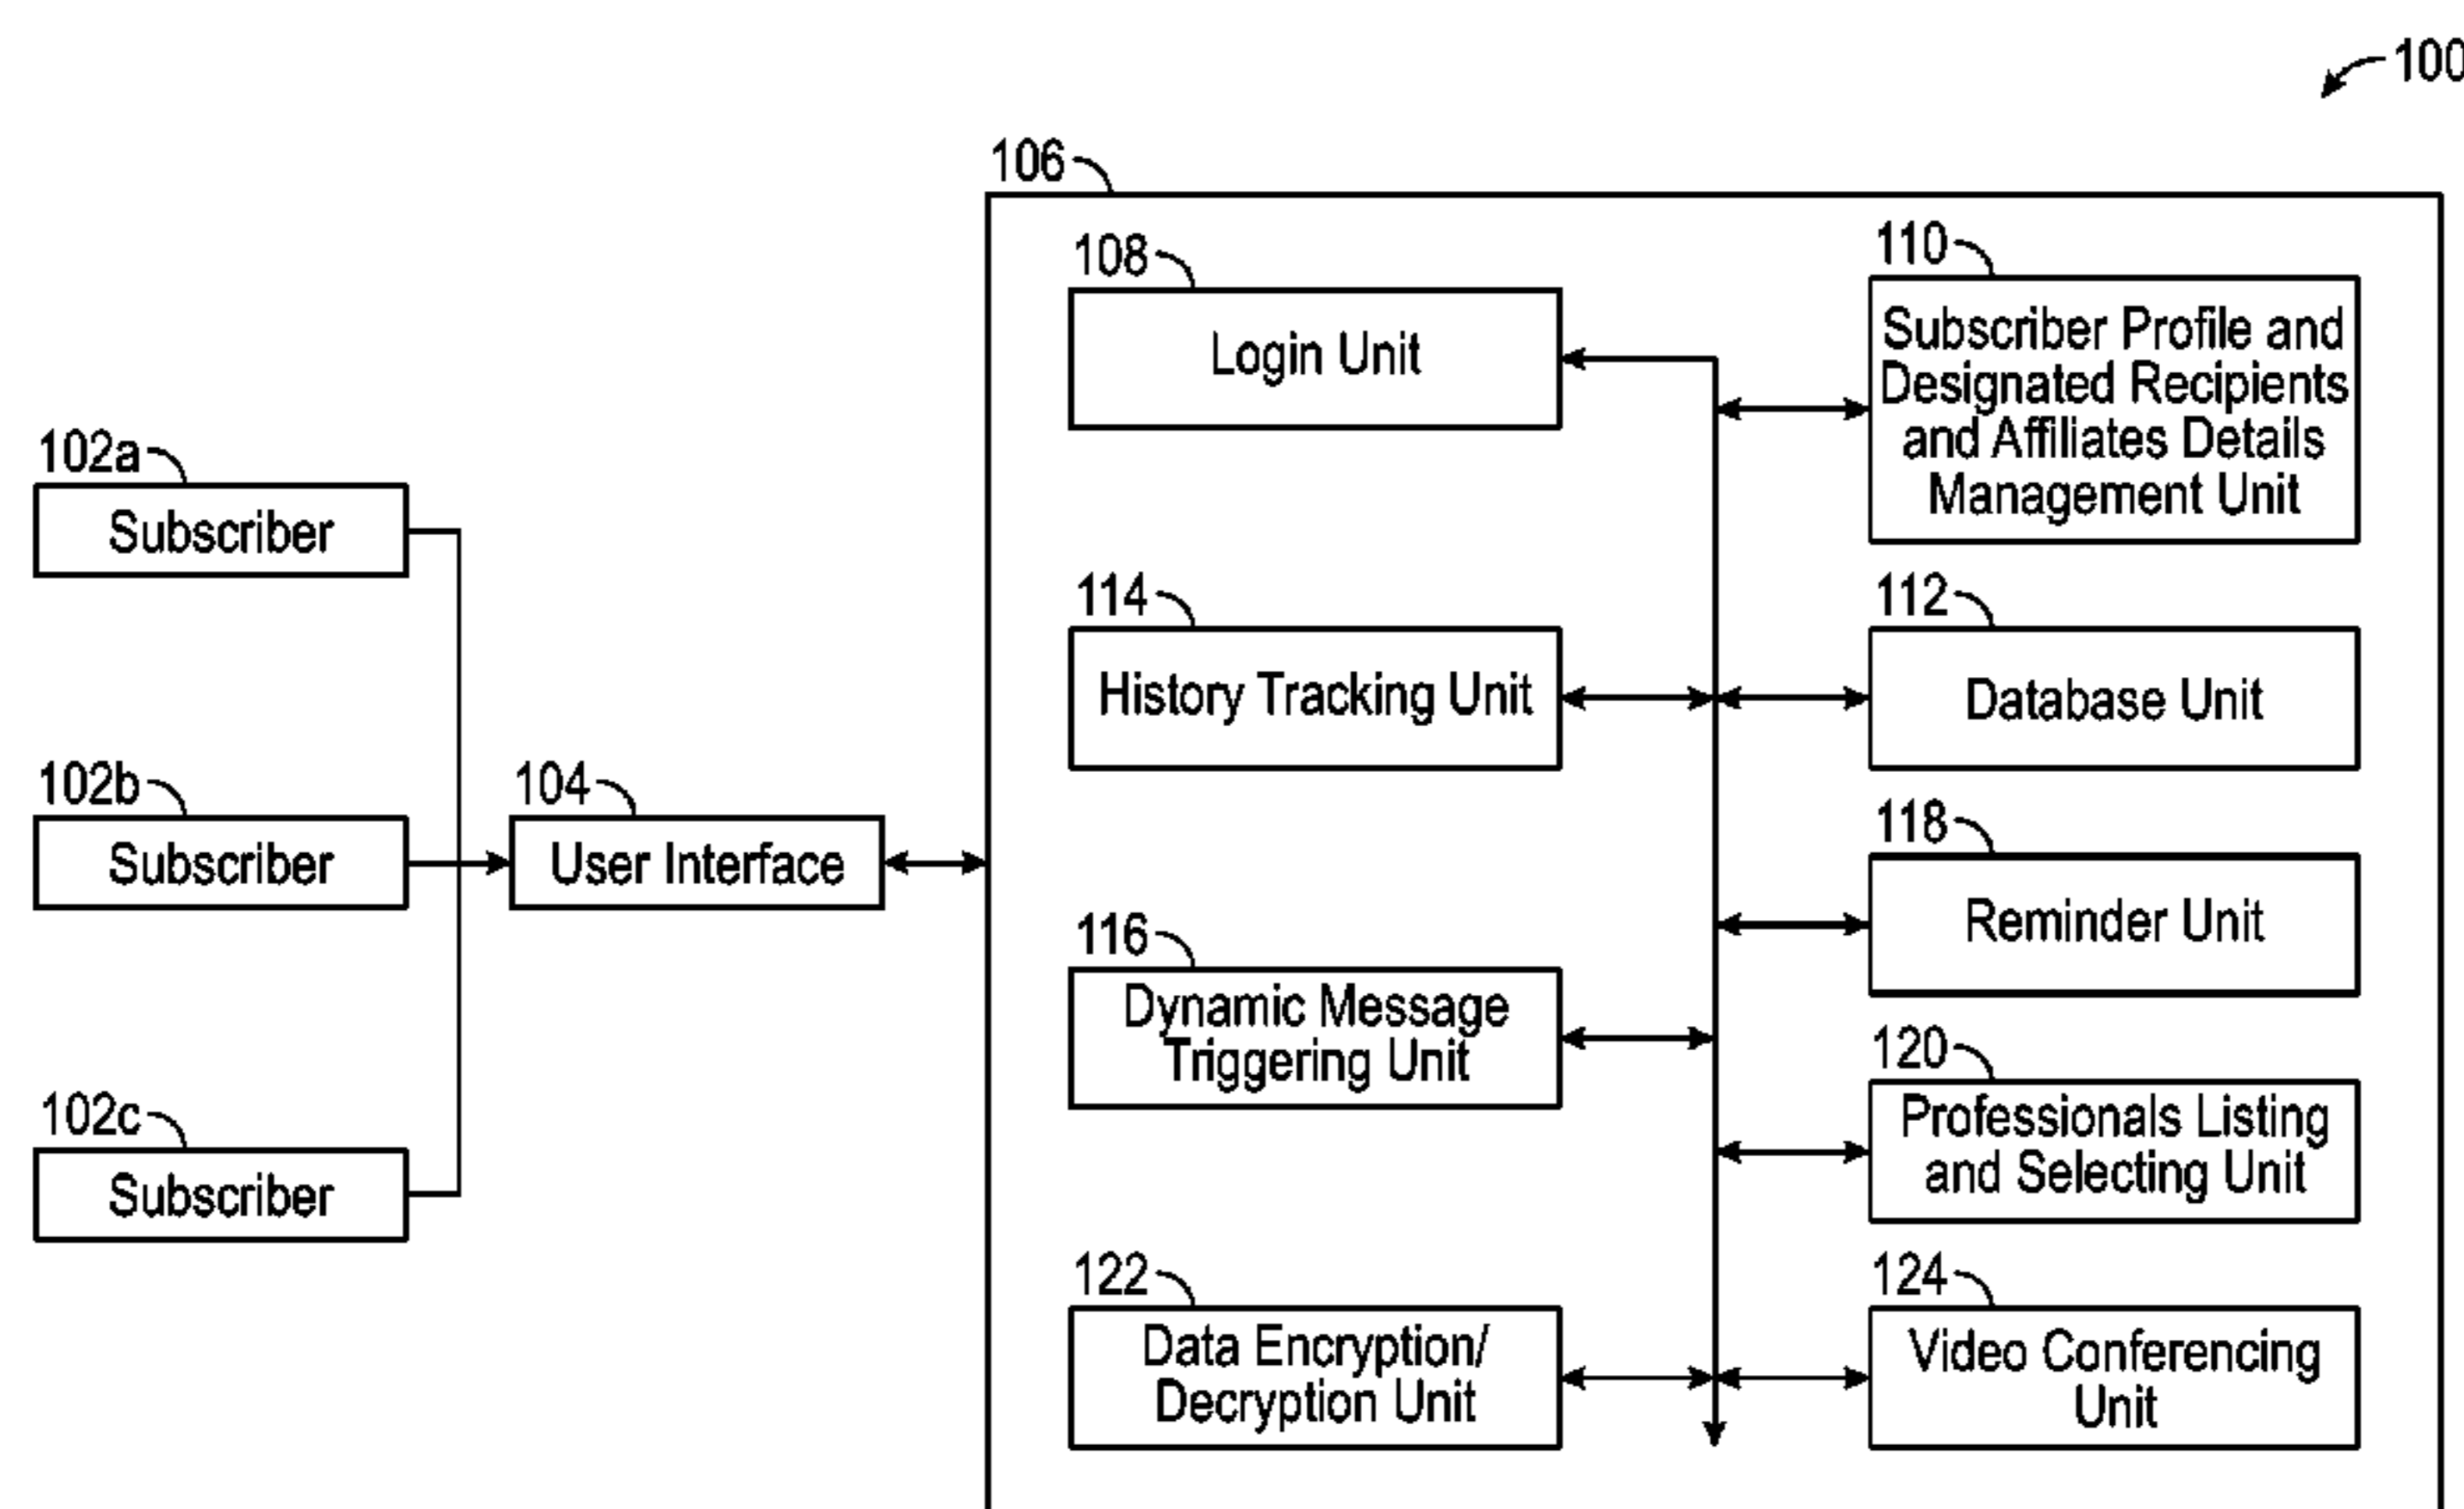 100
106
108
Login Unit
110
Subscriber Profile and
Designated Recipients
and Affiliates Details
Management Unit
102a
Subscriber
114
History Tracking Unit
112
Database Unit
102b
Subscriber
104
User Interface
118
Reminder Unit
116
Dynamic Message
Triggering Unit
120
Professionals Listing
and Selecting Unit
102c
Subscriber
122
Data Encryption/
Decryption Unit
124
Video Conferencing
Unit